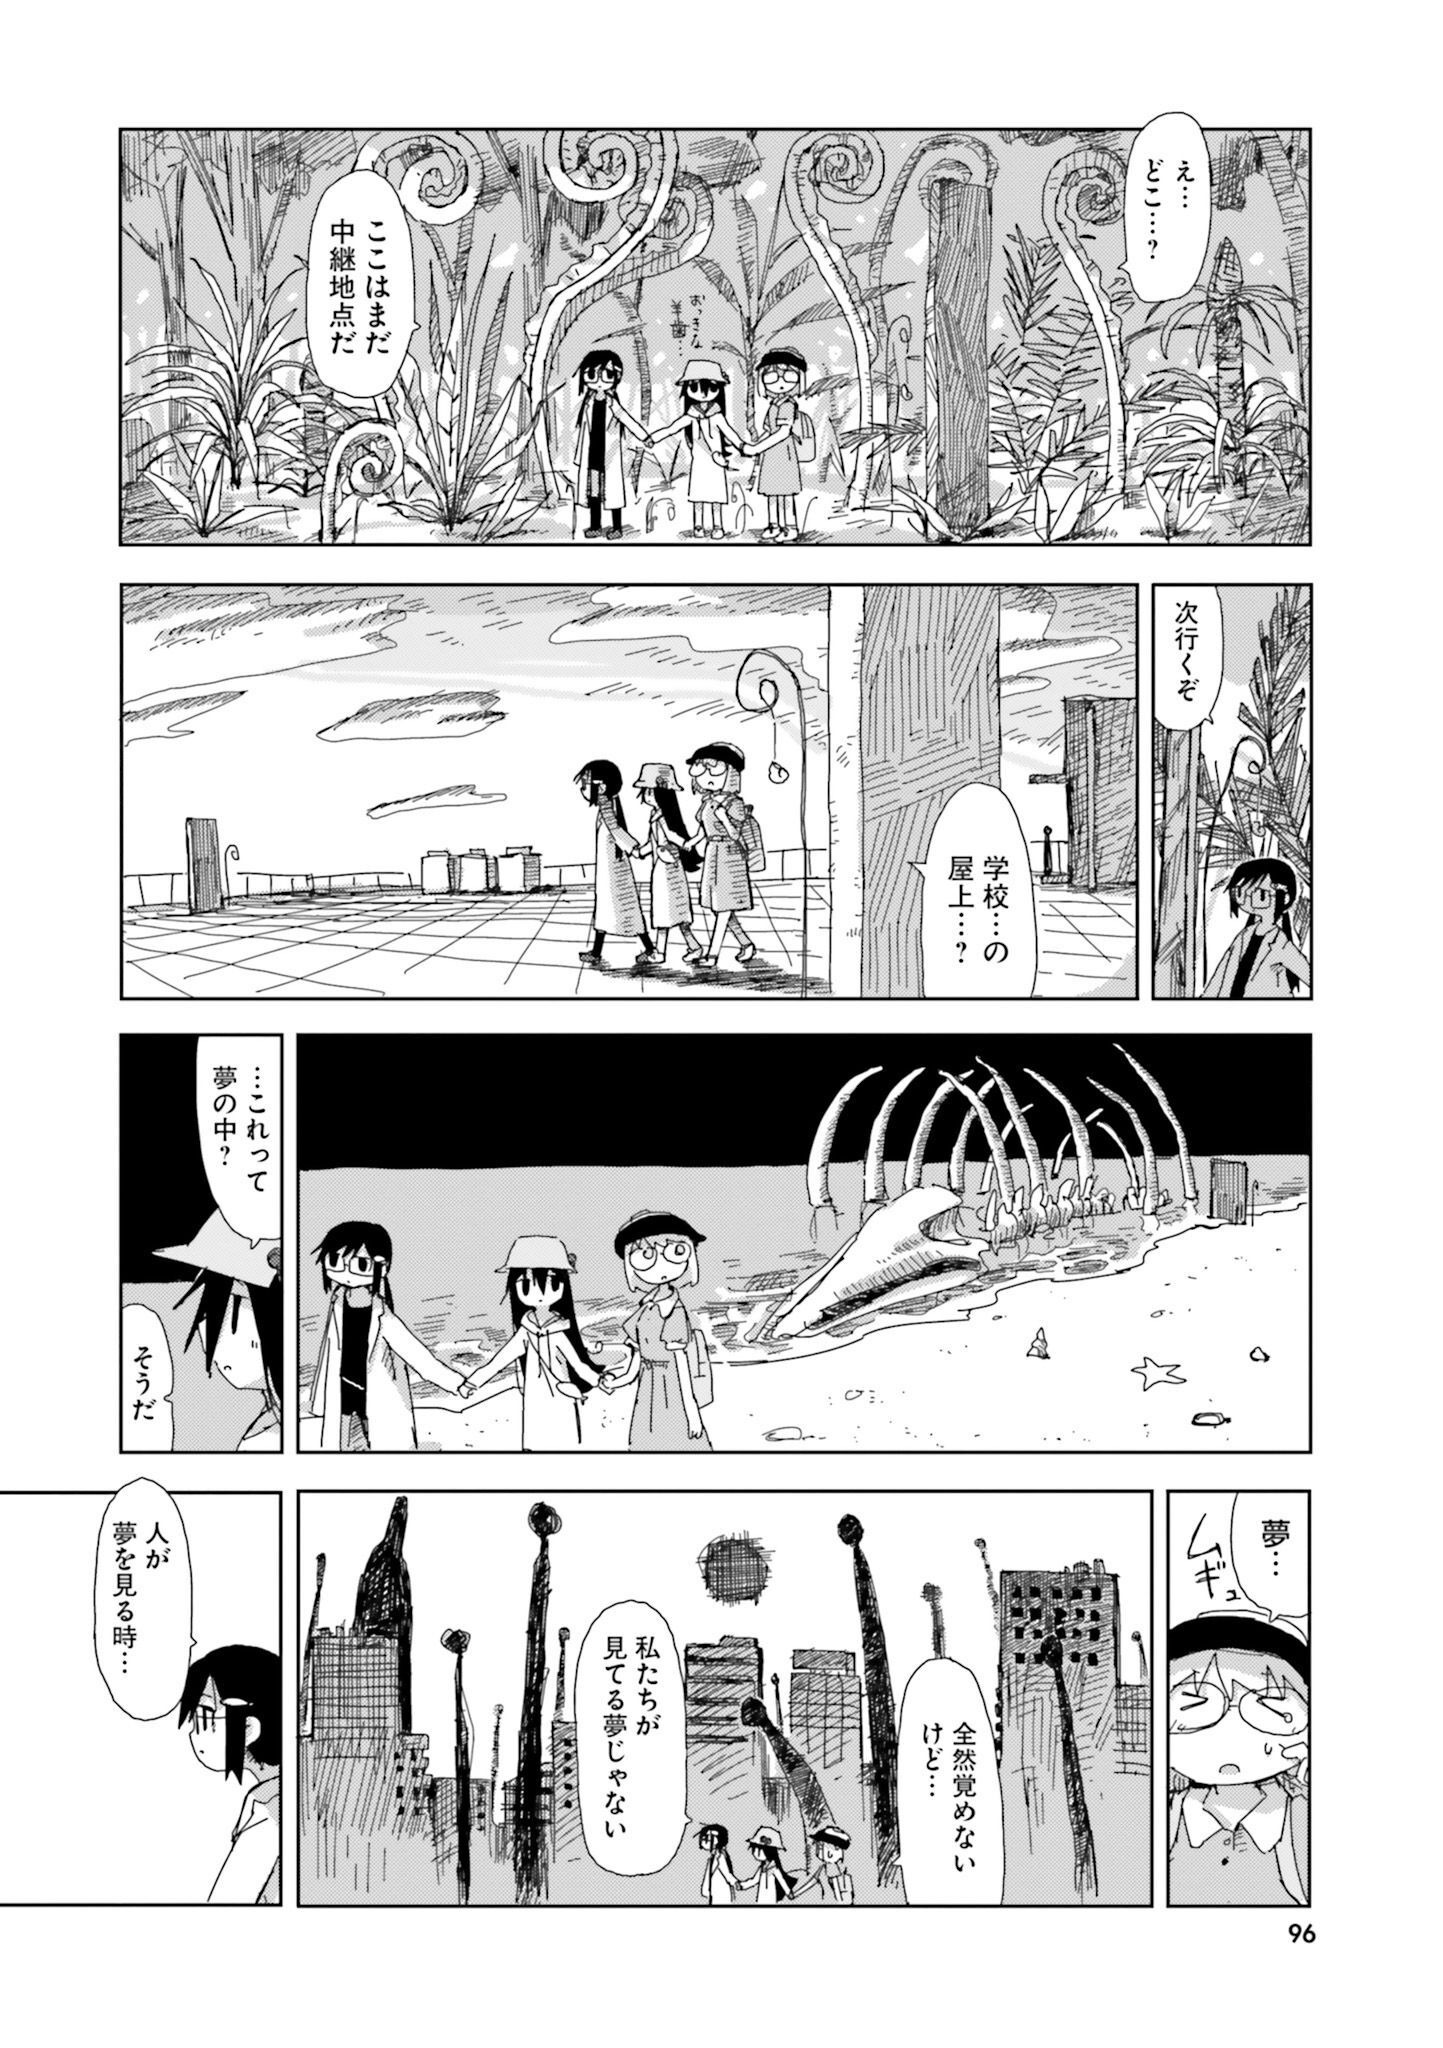 え…
どこ…?
おっきな
羊歯…
ここはまだ
中継地点だ
次行くぞ
学校…の
屋上…?
…これって
夢の中?
そうだ
夢…
ムギュ
全然覚めない
けど…
私たちが
見てる夢じゃない
人が
夢を見る時…
96